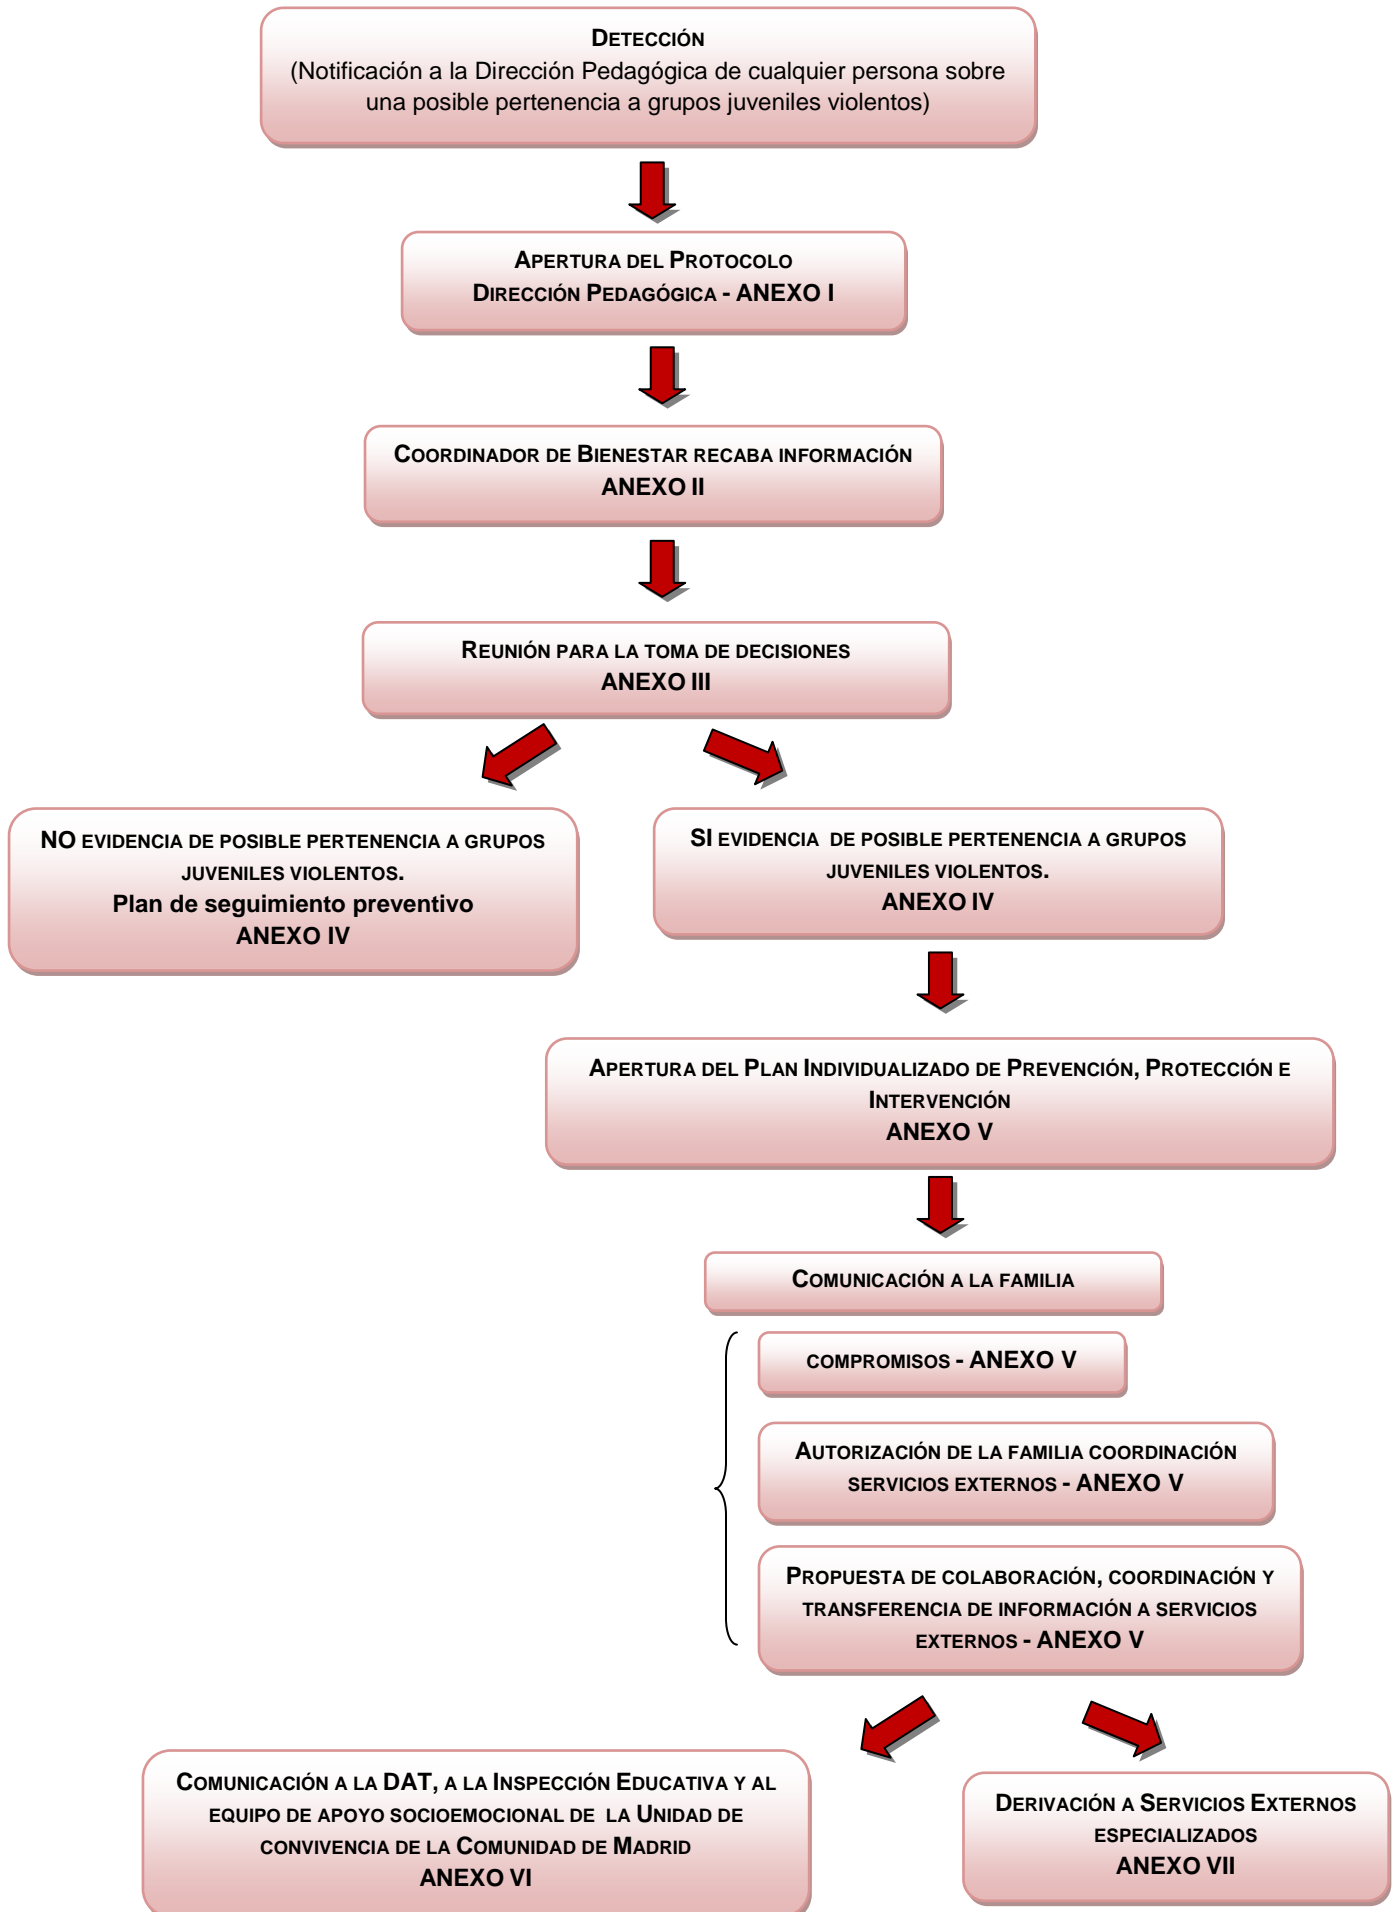 DETECCIÓN
(Notificación a la Dirección Pedagógica de cualquier persona sobre
una posible pertenencia a grupos juveniles violentos)
APERTURA DEL PROTOCOLO
DIRECCIÓN PEDAGÓGICA - ANEXO I
COORDINADOR DE BIENESTAR RECABA INFORMACIÓN
ANEXO II
REUNIÓN PARA LA TOMA DE DECISIONES
ANEXO III
NO EVIDENCIA DE POSIBLE PERTENENCIA A GRUPOS
JUVENILES VIOLENTOS.
Plan de seguimiento preventivo
ANEXO IV
SI EVIDENCIA DE POSIBLE PERTENENCIA A GRUPOS
JUVENILES VIOLENTOS.
ANEXO IV
APERTURA DEL PLAN INDIVIDUALIZADO DE PREVENCIÓN, PROTECCIÓN E
INTERVENCIÓN
ANEXO V
COMUNICACIÓN A LA FAMILIA
COMPROMISOS - ANEXO V
AUTORIZACIÓN DE LA FAMILIA COORDINACIÓN
SERVICIOS EXTERNOS - ANEXO V
PROPUESTA DE COLABORACIÓN, COORDINACIÓN Y
TRANSFERENCIA DE INFORMACIÓN A SERVICIOS
EXTERNOS - ANEXO V
COMUNICACIÓN A LA DAT, A LA INSPECCIÓN EDUCATIVA Y AL
EQUIPO DE APOYO SOCIOEMOCIONAL DE LA UNIDAD DE
CONVIVENCIA DE LA COMUNIDAD DE MADRID
ANEXO VI
DERIVACIÓN A SERVICIOS EXTERNOS
ESPECIALIZADOS
ANEXO VII